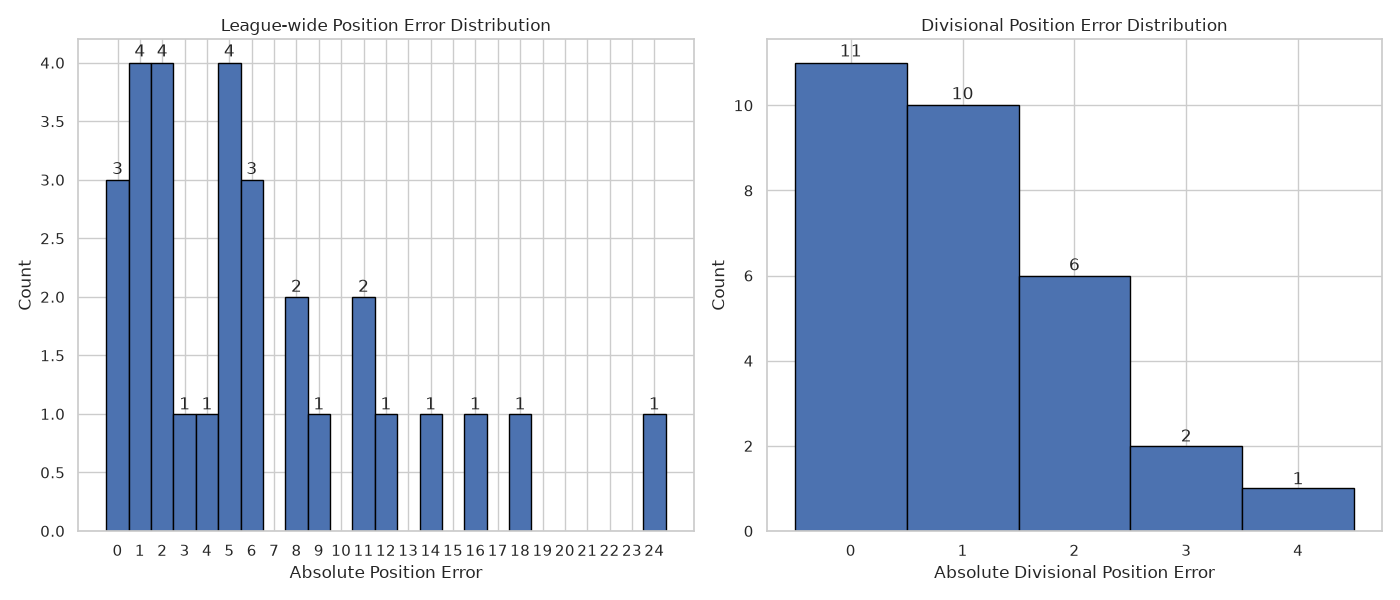 League-wide Position Error Distribution
4 4 4
4.0
3.5
3 3
3.0
2.5
2 2
2.0
1.5
1 1 1 1 1 1 1 1
1.0
0.5
0.0
Count
0 1 2 3 4 5 6 7 8 9 10 11 12 13 14 15 16 17 18 19 20 21 22 23 24
Absolute Position Error
Divisional Position Error Distribution
11
10
10
8
6
6
4
2
2
1
0
Count
0 1 2 3 4
Absolute Divisional Position Error